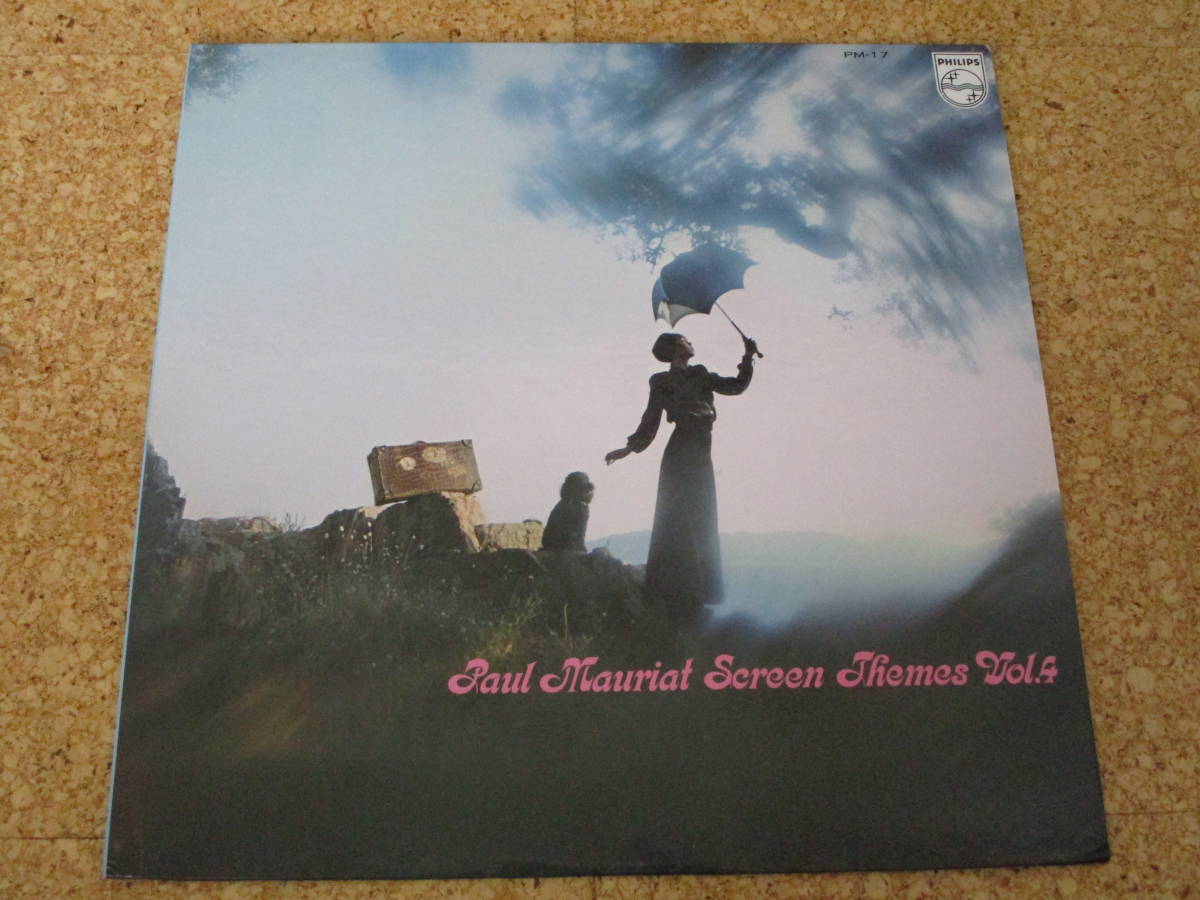 PM-17
PHILIPS
Paul Mauriat Screen Themes Vol.4